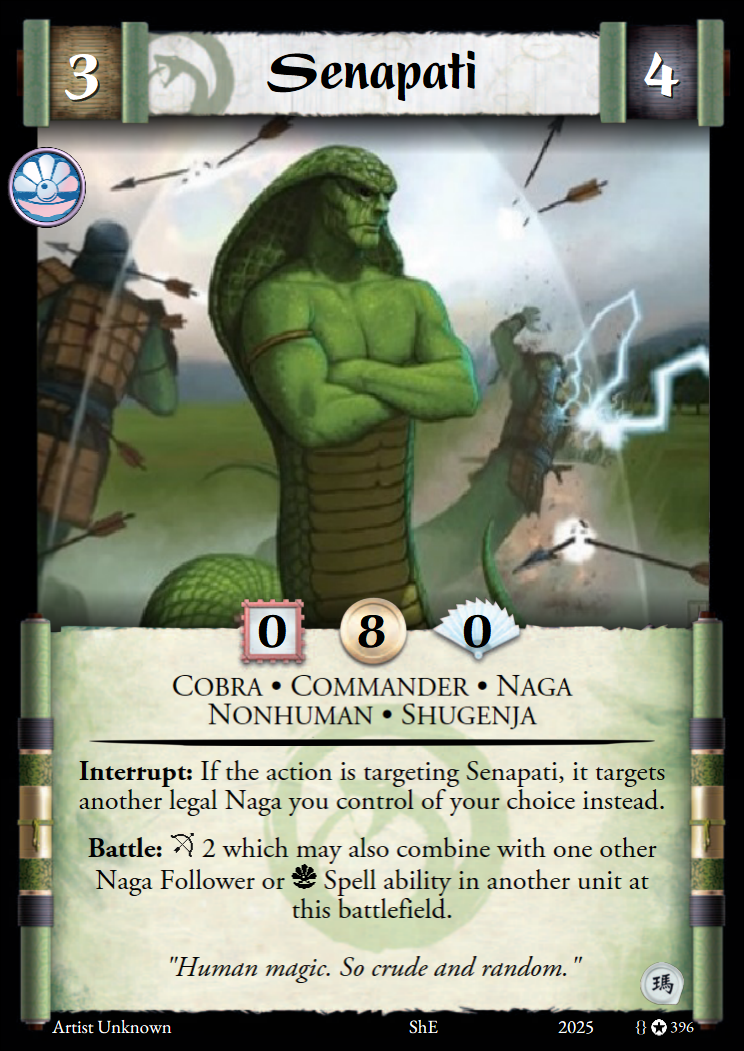 3 Senapati 4
0 8 0
COBRA • COMMANDER • NAGA
NONHUMAN • SHUGENJA
Interrupt: If the action is targeting Senapati, it targets
another legal Naga you control of your choice instead.
Battle: 2 which may also combine with one other
Naga Follower or Spell ability in another unit at
this battlefield.
"Human magic. So crude and random."
瑪
Artist Unknown ShE 2025 {} 396